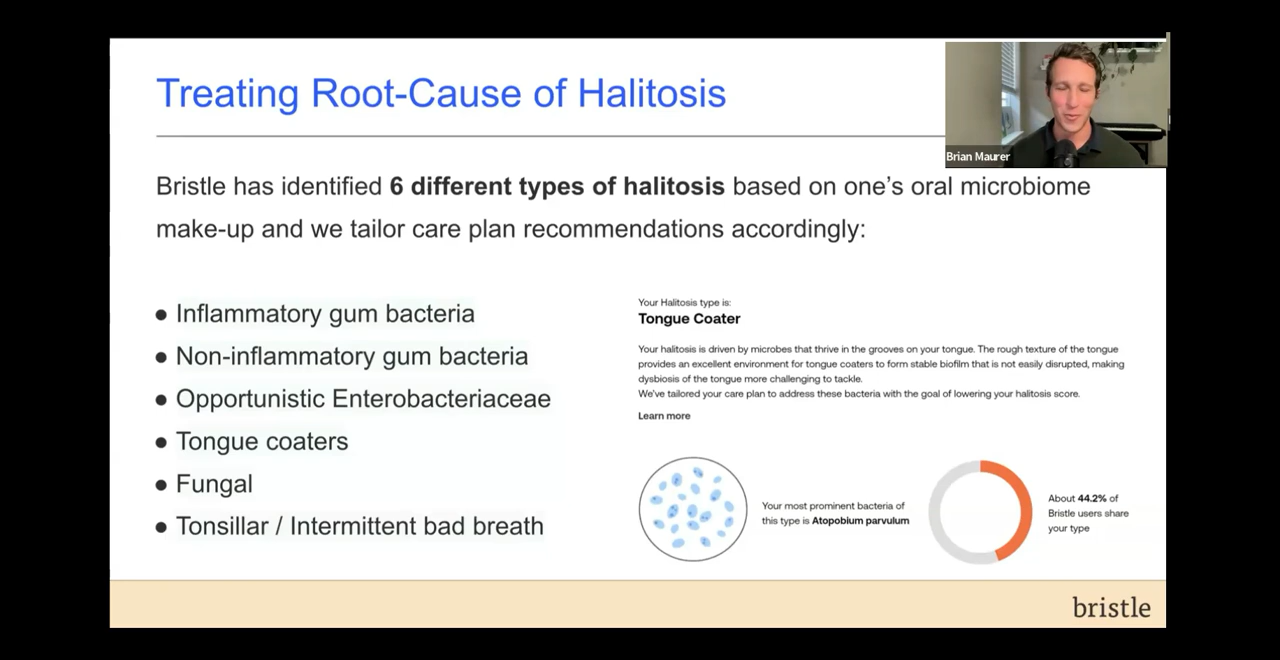 Treating Root-Cause of Halitosis
Brian Maurer
Bristle has identified 6 different types of halitosis based on one’s oral microbiome
make-up and we tailor care plan recommendations accordingly:
● Inflammatory gum bacteria
● Non-inflammatory gum bacteria
● Opportunistic Enterobacteriaceae
● Tongue coaters
● Fungal
● Tonsillar / Intermittent bad breath
Your Halitosis type is:
Tongue Coater
Your halitosis is driven by microbes that thrive in the grooves on your tongue. The rough texture of the tongue
provides an excellent environment for tongue coaters to form stable biofilm that is not easily disrupted, making
dysbiosis of the tongue more challenging to tackle.
We've tailored your care plan to address these bacteria with the goal of lowering your halitosis score.
Learn more
Your most prominent bacteria of
this type is Atopobium parvulum
About 44.2% of
Bristle users share
your type
bristle